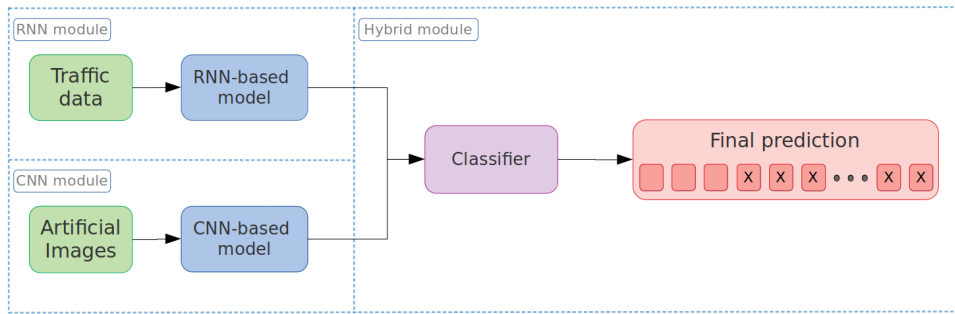 RNN module
Traffic
data
RNN-based
model
CNN module
Artificial
Images
CNN-based
model
Hybrid module
Classifier
Final prediction
X X X X X